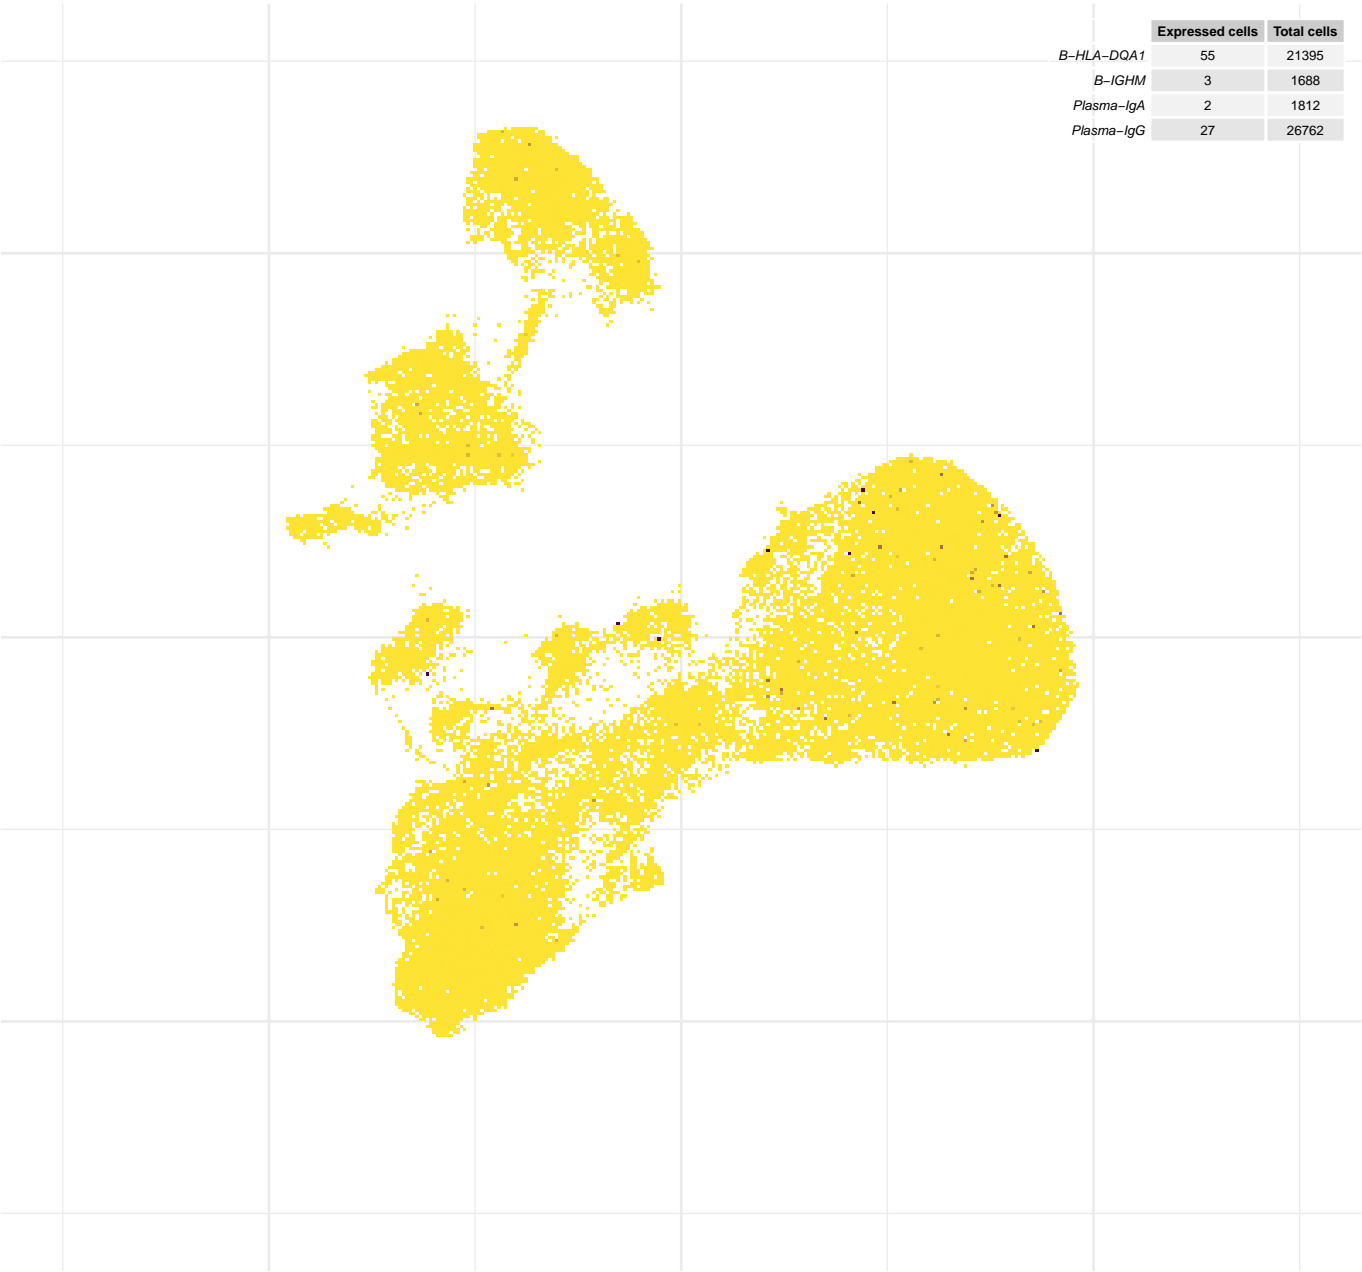 Expressed cells Total cells
B−HLA−DQA1 55 21395
B−IGHM 3 1688
Plasma−IgA 2 1812
Plasma−IgG 27 26762